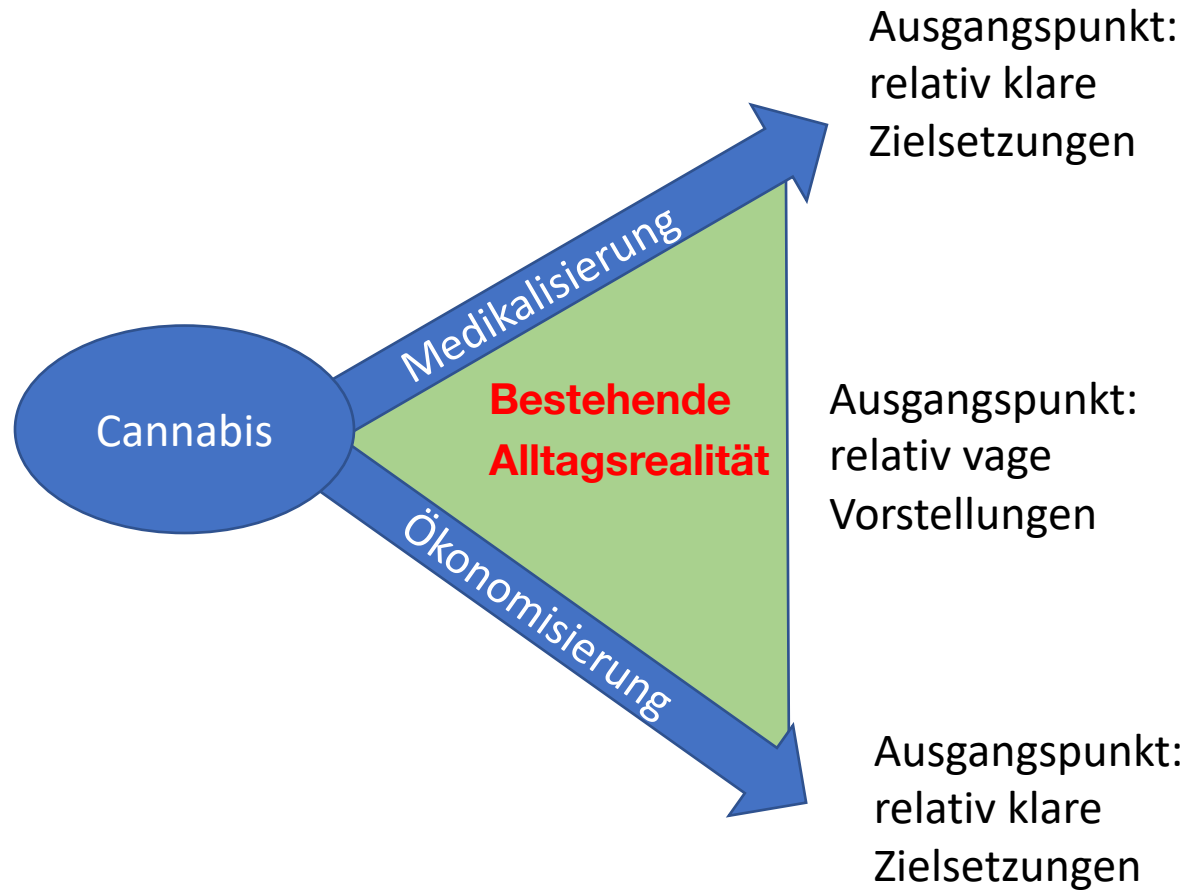 Ausgangspunkt:
relativ klare
Zielsetzungen
Medikalisierung
Cannabis
Bestehende
Alltagsrealität
Ausgangspunkt:
relativ vage
Vorstellungen
Ökonomisierung
Ausgangspunkt:
relativ klare
Zielsetzungen